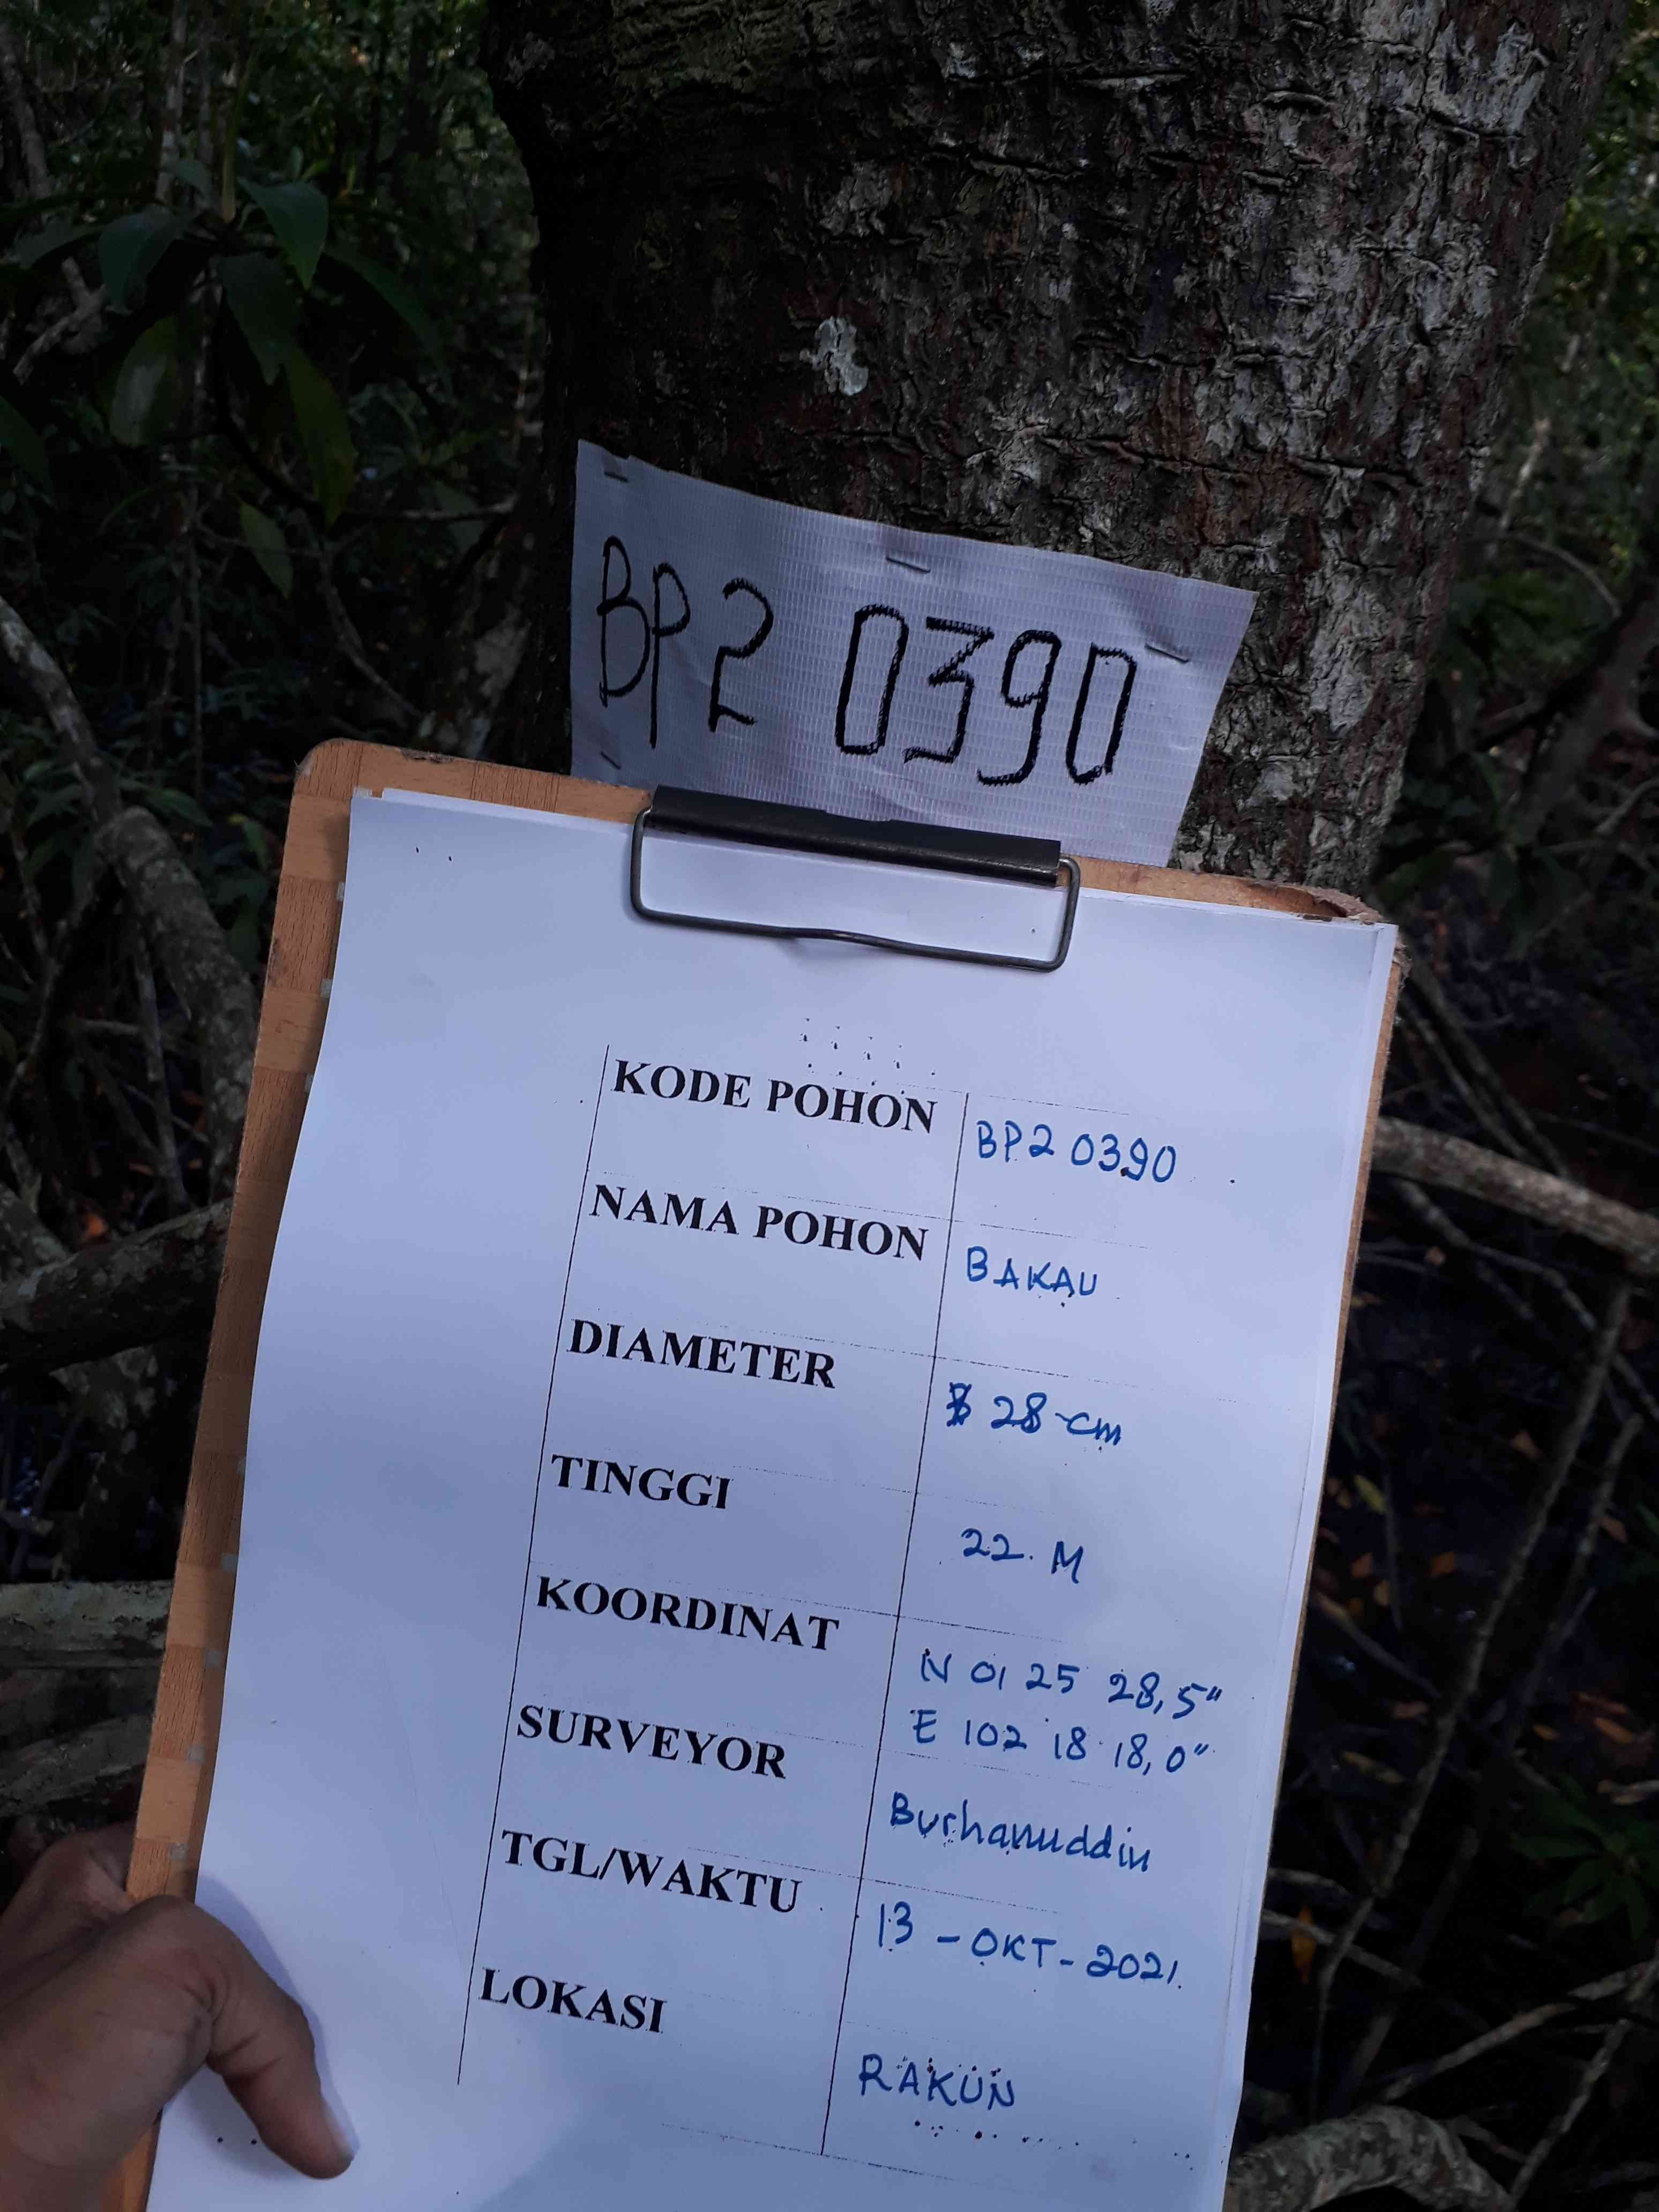 BP2 0390
KODE POHON BP2 0390
NAMA POHON BAKAU
DIAMETER 28 cm
TINGGI 22 M
KOORDINAT N 01 25 28,5"
E 102 18 18,0"
SURVEYOR Burhanuddin
TGL/WAKTU 13 - OKT - 2021
LOKASI RAKUN